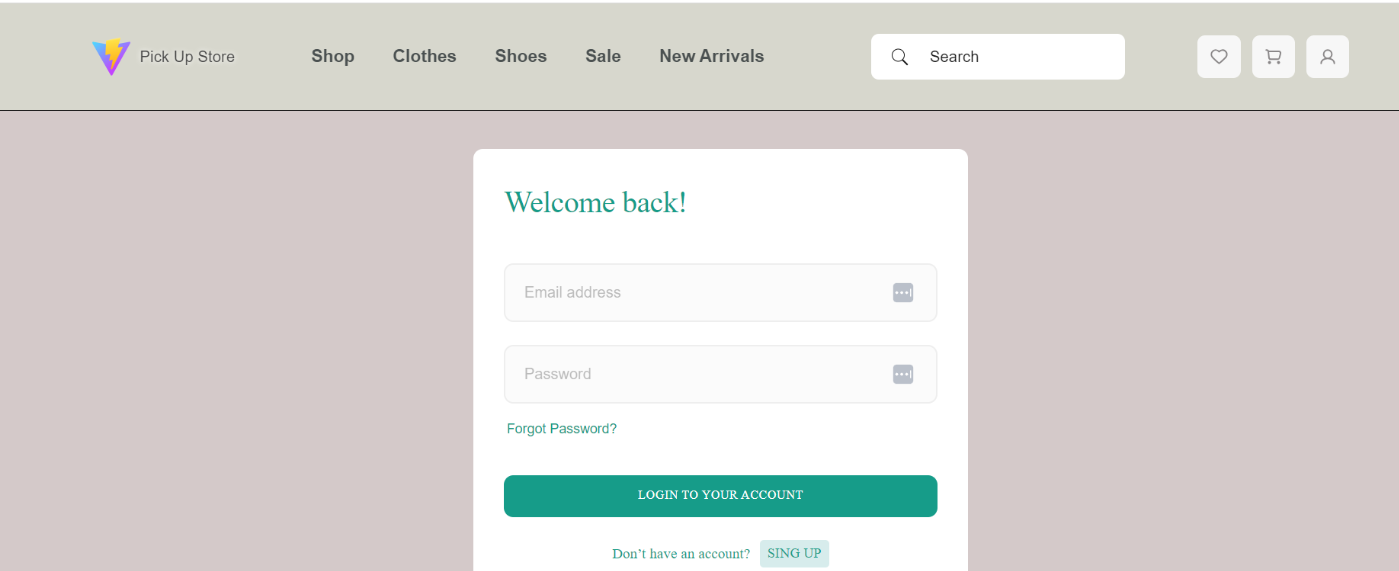 Pick Up Store Shop Clothes Shoes Sale New Arrivals Search
Welcome back!
Email address
Password
Forgot Password?
LOGIN TO YOUR ACCOUNT
Don't have an account? SING UP